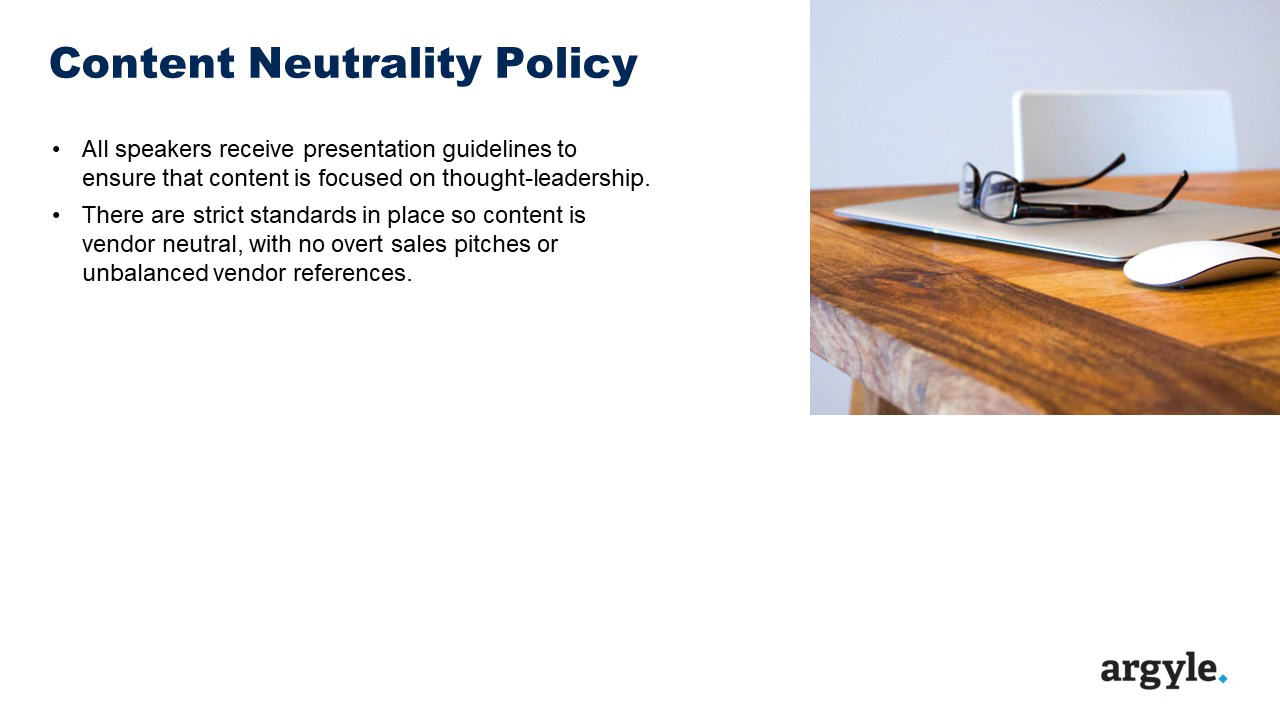 Content Neutrality Policy
• All speakers receive presentation guidelines to
ensure that content is focused on thought-leadership.
• There are strict standards in place so content is
vendor neutral, with no overt sales pitches or
unbalanced vendor references.
argyle.